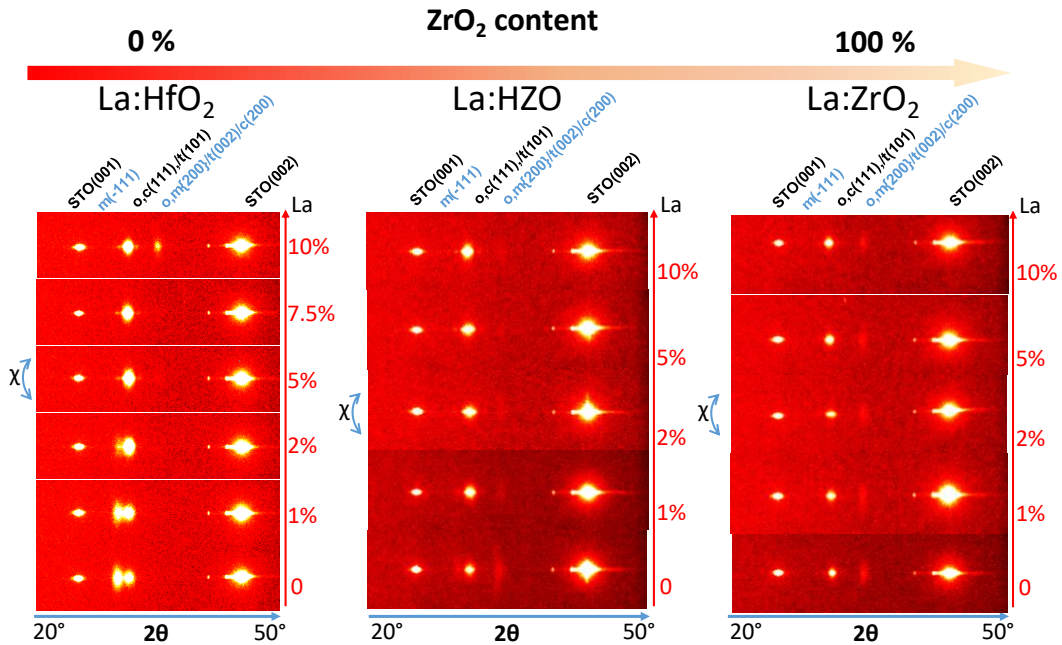 ZrO₂ content
0 %
100 %
La:HfO₂
La:HZO
La:ZrO₂
STO(001)
m(-111)
o,c(111),/t(101)
o,m{200}/t(002)/c(200)
STO(002)
La
10%
7.5%
5%
2%
1%
0
χ
20°
2θ
50°
STO(001)
m(-111)
o,c(111)/t(101)
o,m{200}/t(002)/c(200)
STO(002)
La
10%
5%
2%
1%
0
χ
20°
2θ
50°
STO(001)
m(-111)
o,c(111),/t(101)
o,m{200}/t(002)/c(200)
STO(002)
La
10%
5%
2%
1%
0
χ
20°
2θ
50°